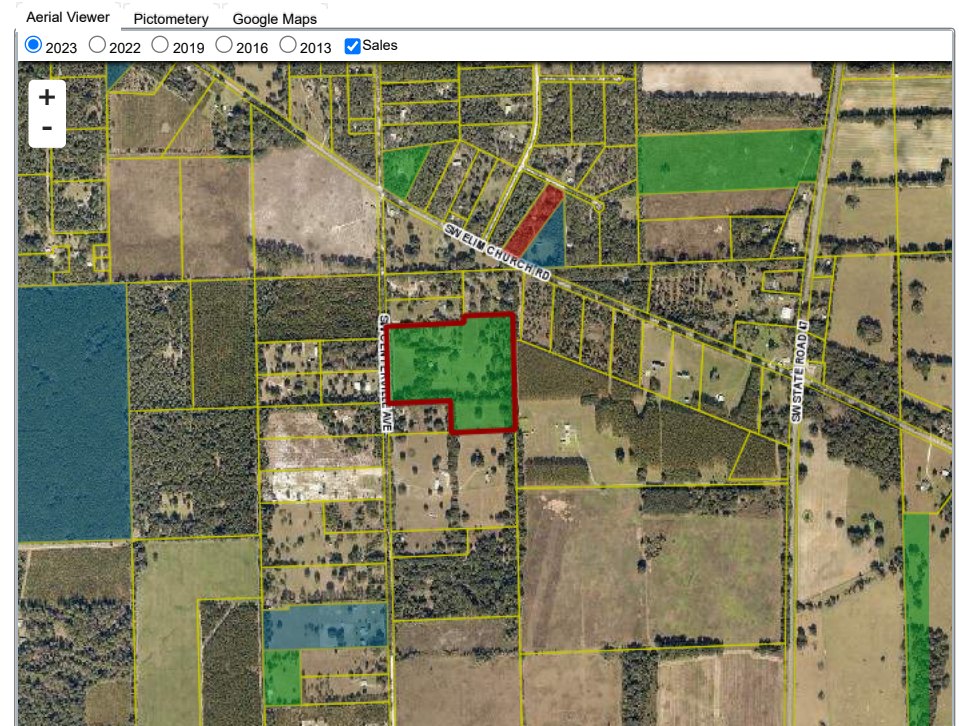 Aerial Viewer Pictometery Google Maps
2023 2022 2019 2016 2013 Sales
+
-
SW ELIM CHURCH RD
AVE
SW STATE ROAD 47